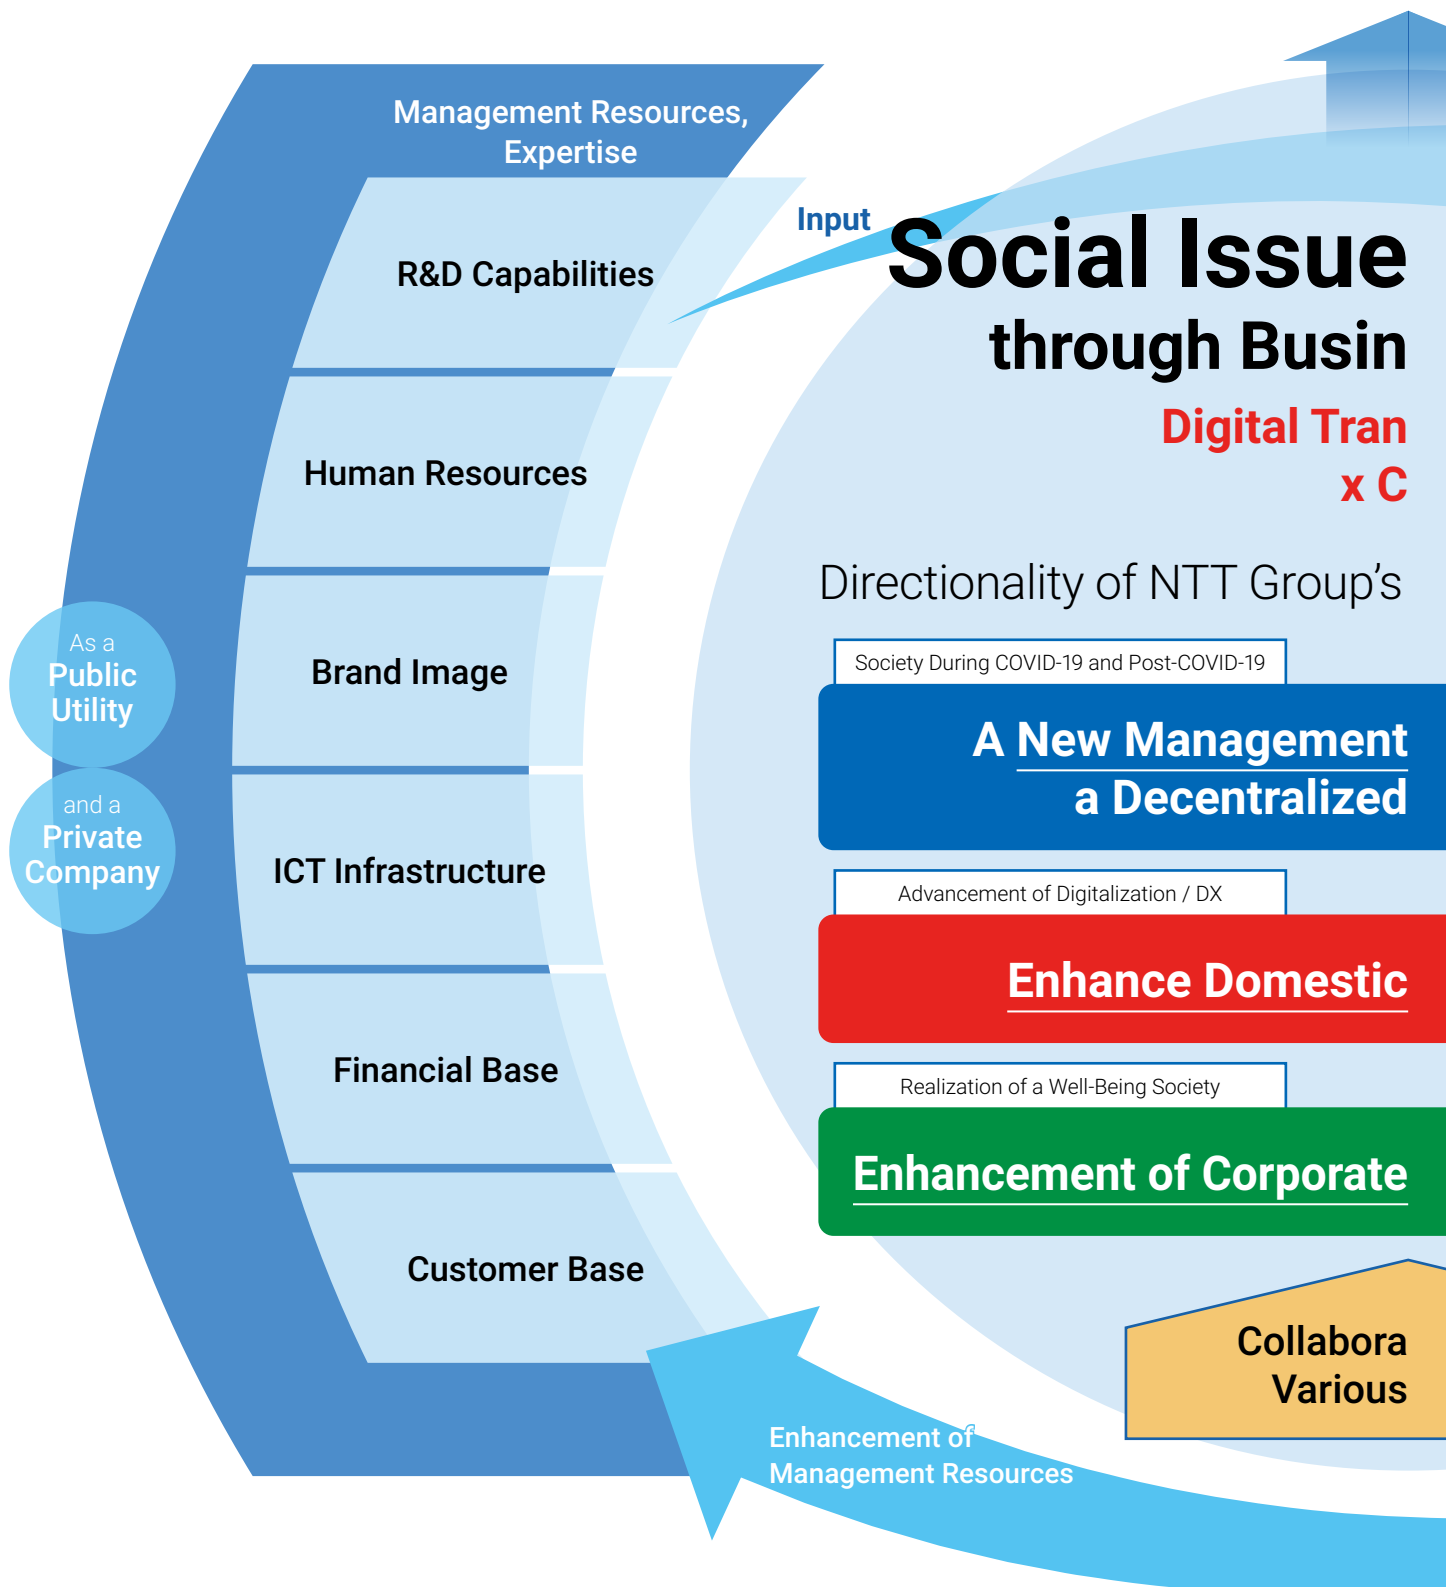 Management Resources,
Expertise
R&D Capabilities
Human Resources
Brand Image
ICT Infrastructure
Financial Base
Customer Base
As a
Public
Utility
and a
Private
Company
Input
Social Issue
through Busin
Digital Tran
x C
Directionality of NTT Group’s
Society During COVID-19 and Post-COVID-19
A New Management
a Decentralized
Advancement of Digitalization / DX
Enhance Domestic
Realization of a Well-Being Society
Enhancement of Corporate
Collabora
Various
Enhancement of
Management Resources